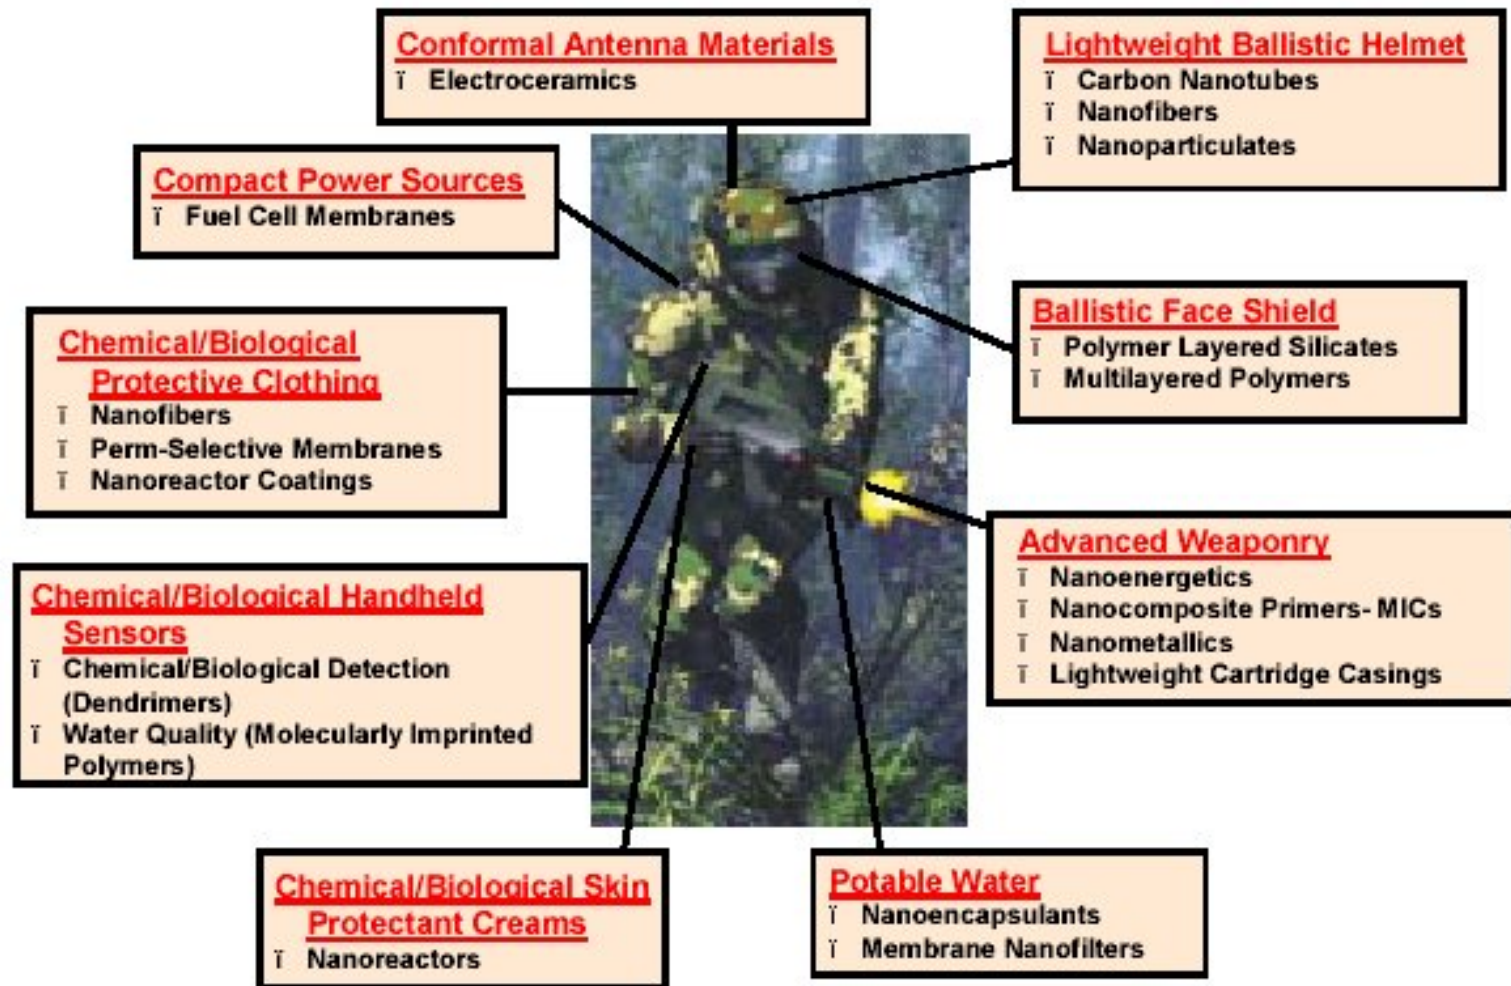 Conformal Antenna Materials
ï Electroceramics
Lightweight Ballistic Helmet
ï Carbon Nanotubes
ï Nanofibers
ï Nanoparticulates
Compact Power Sources
ï Fuel Cell Membranes
Ballistic Face Shield
ï Polymer Layered Silicates
ï Multilayered Polymers
Chemical/Biological
Protective Clothing
ï Nanofibers
ï Perm-Selective Membranes
ï Nanoreactor Coatings
Advanced Weaponry
ï Nanoenergetics
ï Nanocomposite Primers- MICs
ï Nanometallics
ï Lightweight Cartridge Casings
Chemical/Biological Handheld
Sensors
ï Chemical/Biological Detection
(Dendrimers)
ï Water Quality (Molecularly Imprinted
Polymers)
Chemical/Biological Skin
Protectant Creams
ï Nanoreactors
Potable Water
ï Nanoencapsulants
ï Membrane Nanofilters